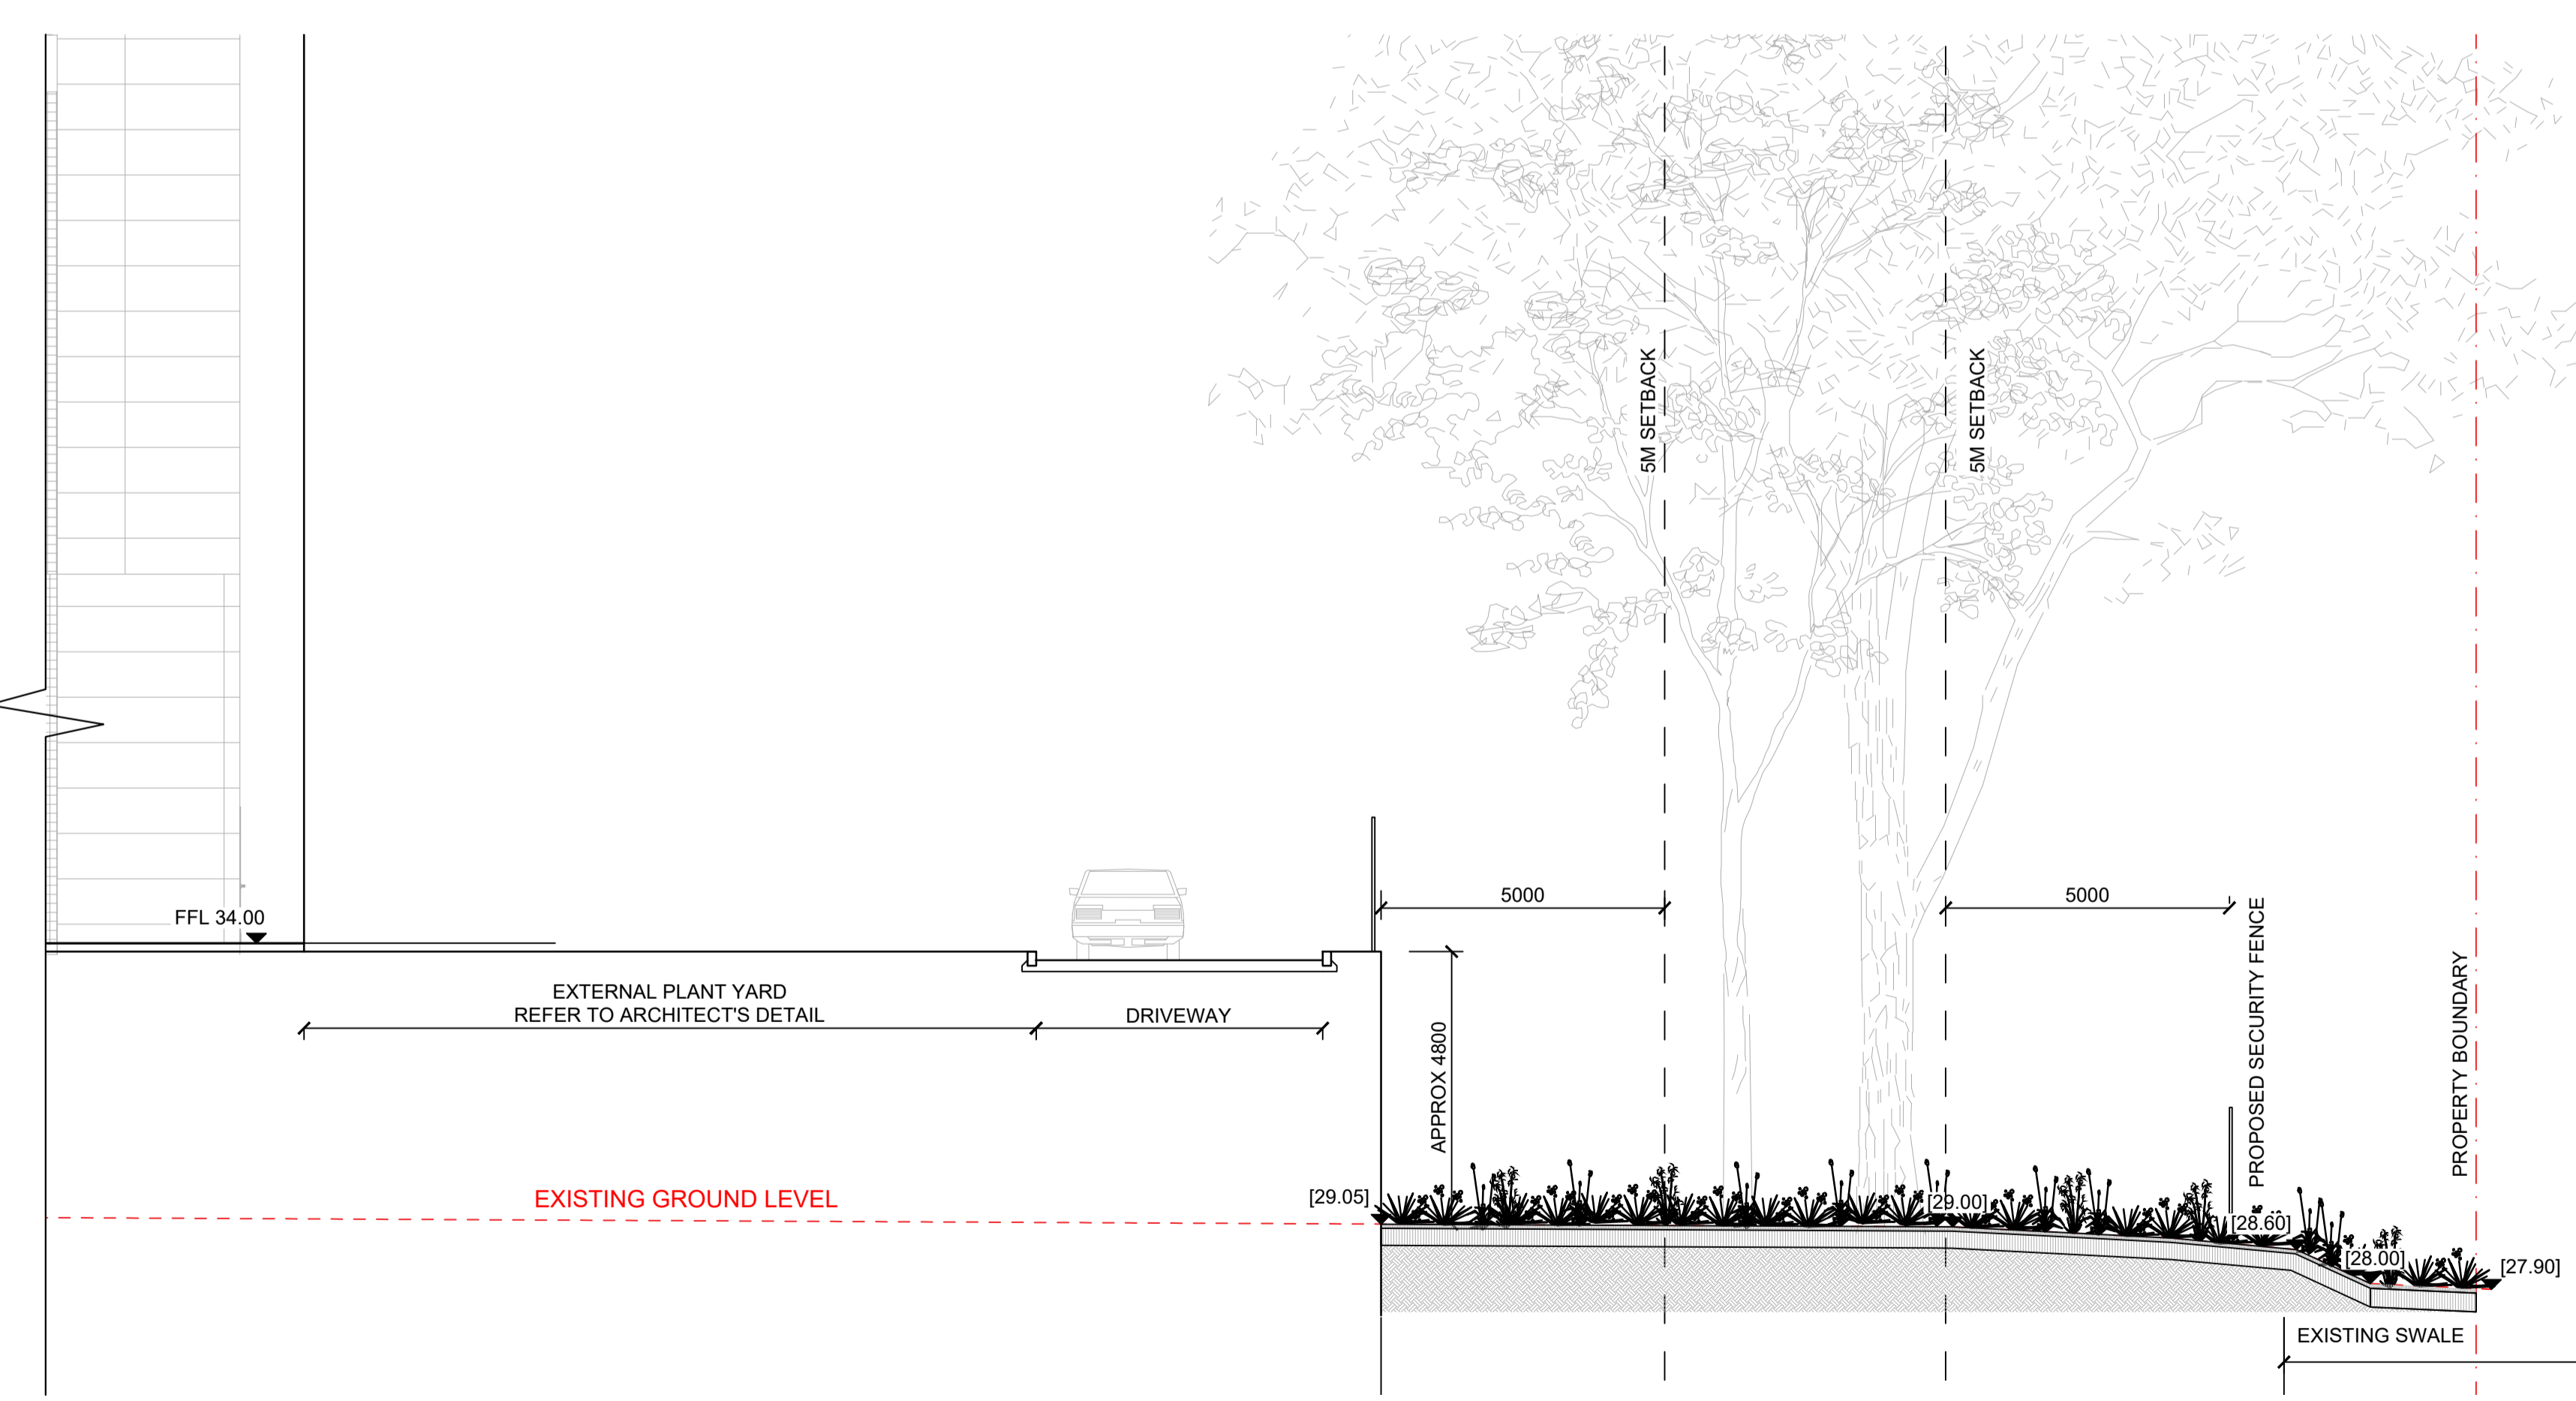 5M SETBACK
5M SETBACK
5000
5000
FFL 34.00
PROPOSED SECURITY FENCE
PROPERTY BOUNDARY
EXTERNAL PLANT YARD
REFER TO ARCHITECT'S DETAIL
DRIVEWAY
APPROX 4800
EXISTING GROUND LEVEL
[29.05]
[29.00]
[28.60]
[28.00]
[27.90]
EXISTING SWALE